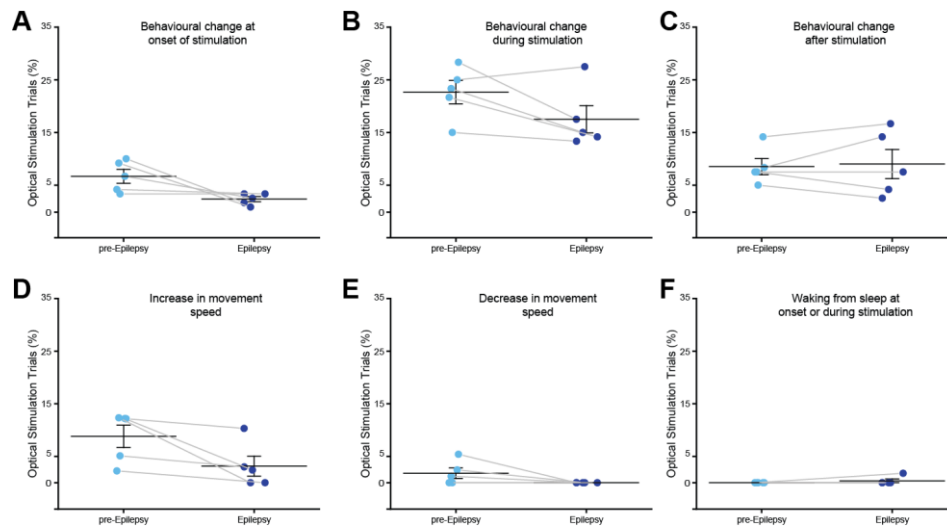 A
Behavioural change at
onset of stimulation
Optical Stimulation Trials (%)
35
25
15
5
0
pre-Epilepsy
Epilepsy
B
Behavioural change
during stimulation
Optical Stimulation Trials (%)
35
25
15
5
0
pre-Epilepsy
Epilepsy
C
Behavioural change
after stimulation
Optical Stimulation Trials (%)
35
25
15
5
0
pre-Epilepsy
Epilepsy
D
Increase in movement
speed
Optical Stimulation Trials (%)
35
25
15
5
0
pre-Epilepsy
Epilepsy
E
Decrease in movement
speed
Optical Stimulation Trials (%)
35
25
15
5
0
pre-Epilepsy
Epilepsy
F
Waking from sleep at
onset or during stimulation
Optical Stimulation Trials (%)
35
25
15
5
0
pre-Epilepsy
Epilepsy